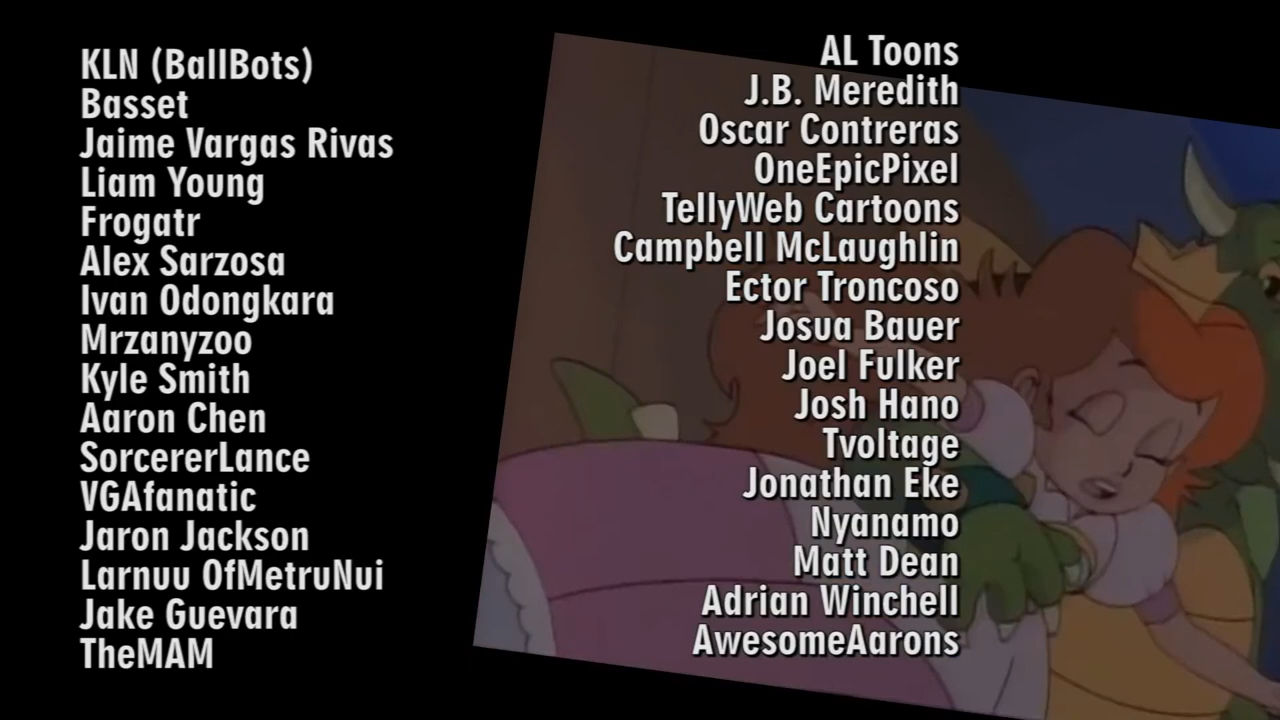 KLN (BallBots)
Basset
Jaime Vargas Rivas
Liam Young
Frogatr
Alex Sarzosa
Ivan Odongkara
Mrzanyzoo
Kyle Smith
Aaron Chen
SorcererLance
VGAfanatic
Jaron Jackson
Larnuu OfMetruNui
Jake Guevara
TheMAM
AL Toons
J.B. Meredith
Oscar Contreras
OneEpicPixel
TellyWeb Cartoons
Campbell McLaughlin
Ector Troncoso
Josua Bauer
Joel Fulker
Josh Hano
Tvoltage
Jonathan Eke
Nyanamo
Matt Dean
Adrian Winchell
AwesomeAarons